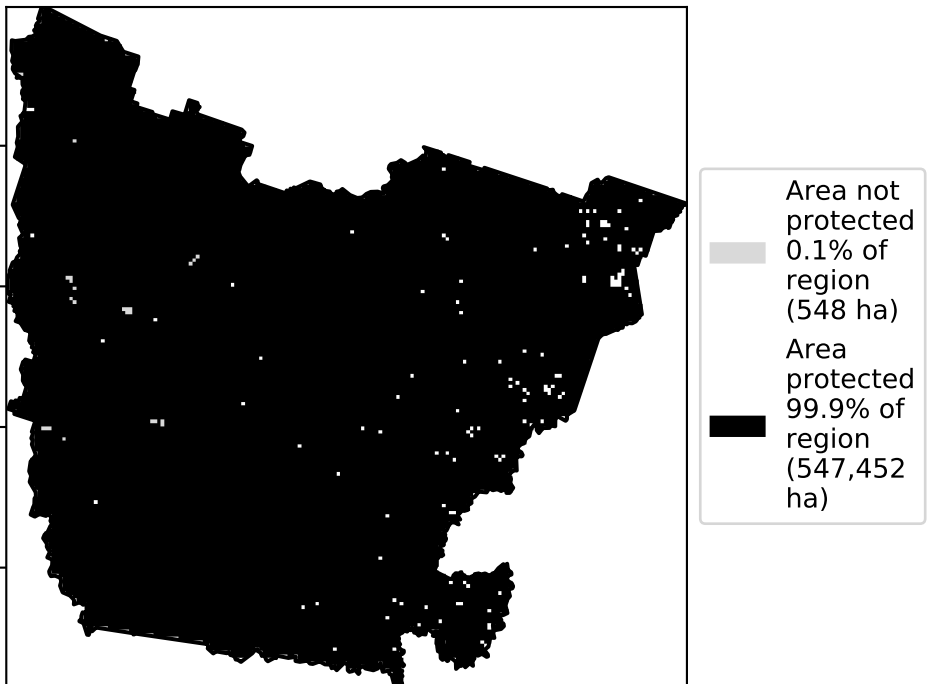 Area not
protected
0.1% of
region
(548 ha)
Area
protected
99.9% of
region
(547,452
ha)